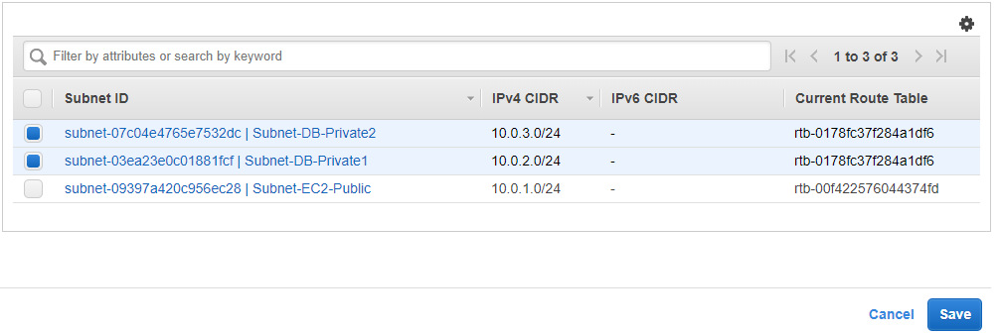 Filter by attributes or search by keyword
1 to 3 of 3
Subnet ID IPv4 CIDR IPv6 CIDR Current Route Table
subnet-07c04e4765e7532dc | Subnet-DB-Private2 10.0.3.0/24 - rtb-0178fc37f284a1df6
subnet-03ea23e0c01881fcf | Subnet-DB-Private1 10.0.2.0/24 - rtb-0178fc37f284a1df6
subnet-09397a420c956ec28 | Subnet-EC2-Public 10.0.1.0/24 - rtb-00f422576044374fd
Cancel Save